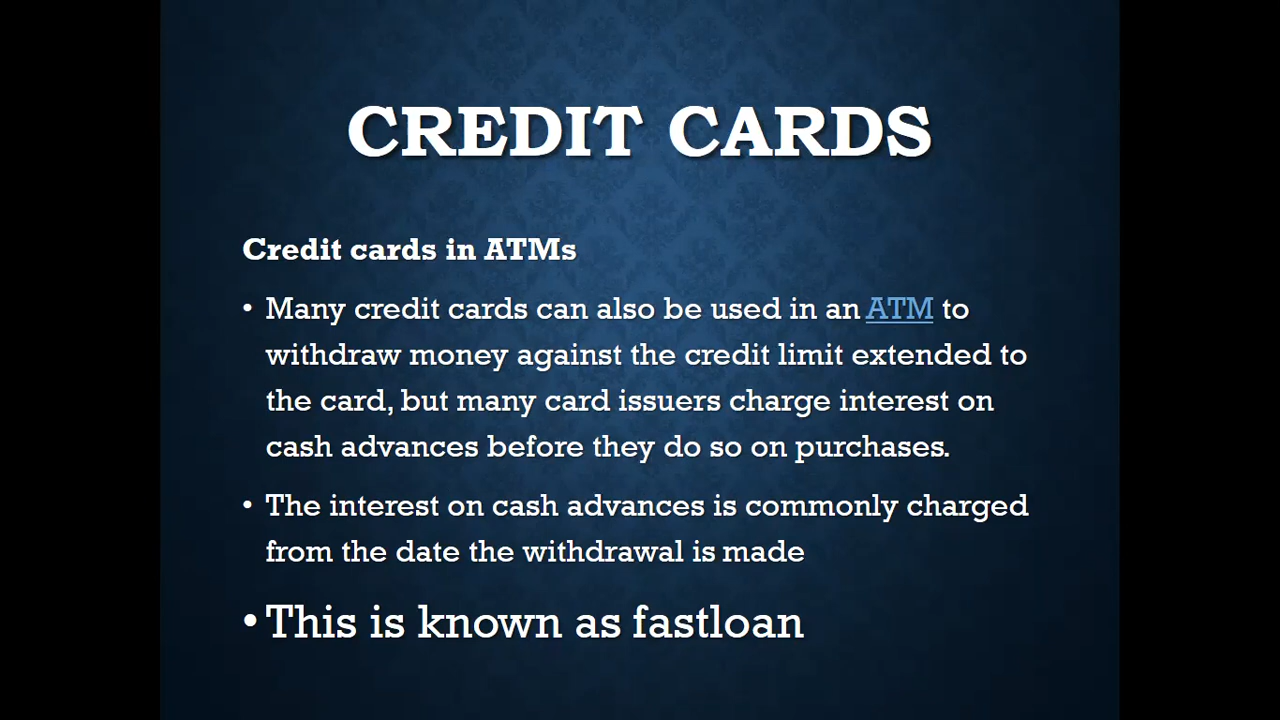 CREDIT CARDS
Credit cards in ATMs
• Many credit cards can also be used in an ATM to
withdraw money against the credit limit extended to
the card, but many card issuers charge interest on
cash advances before they do so on purchases.
• The interest on cash advances is commonly charged
from the date the withdrawal is made
• This is known as fastloan